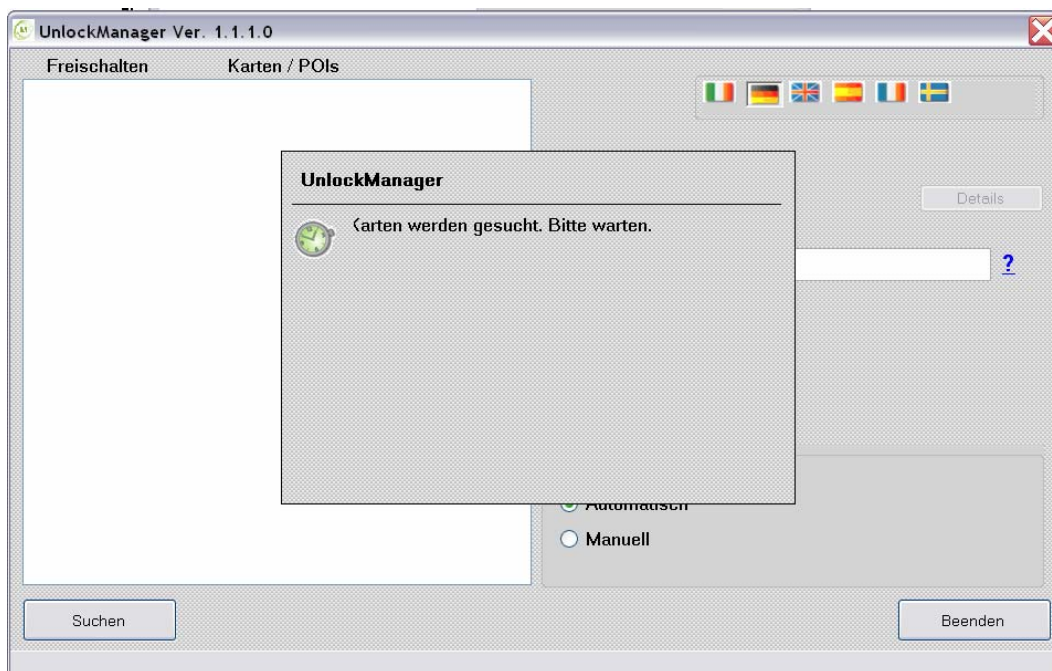 UnlockManager Ver. 1.1.1.0
Freischalten Karten / POIs
UnlockManager
Details
Karten werden gesucht. Bitte warten.
?
Automatisch
Manuell
Suchen Beenden